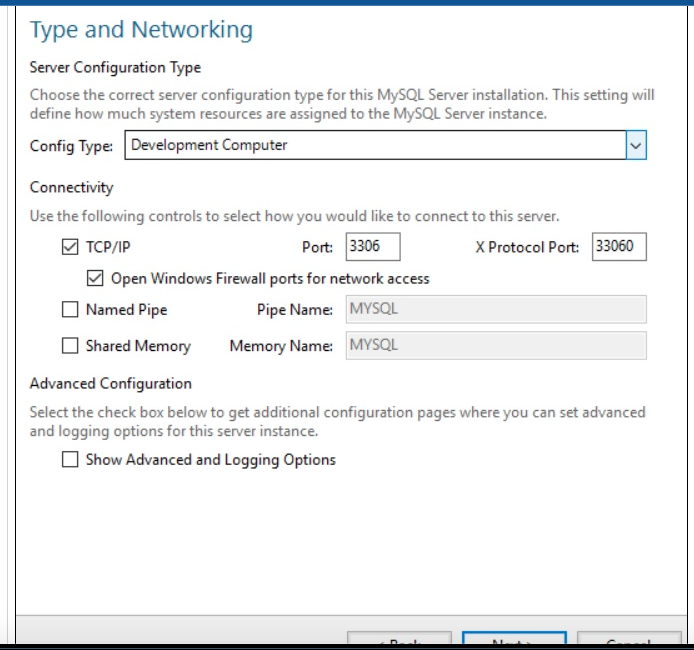 Type and Networking
Server Configuration Type
Choose the correct server configuration type for this MySQL Server installation. This setting will
define how much system resources are assigned to the MySQL Server instance.
Config Type: Development Computer
Connectivity
Use the following controls to select how you would like to connect to this server.
TCP/IP Port: 3306 X Protocol Port: 33060
Open Windows Firewall ports for network access
Named Pipe Pipe Name: MYSQL
Shared Memory Memory Name: MYSQL
Advanced Configuration
Select the check box below to get additional configuration pages where you can set advanced
and logging options for this server instance.
Show Advanced and Logging Options
< Back Next > Cancel